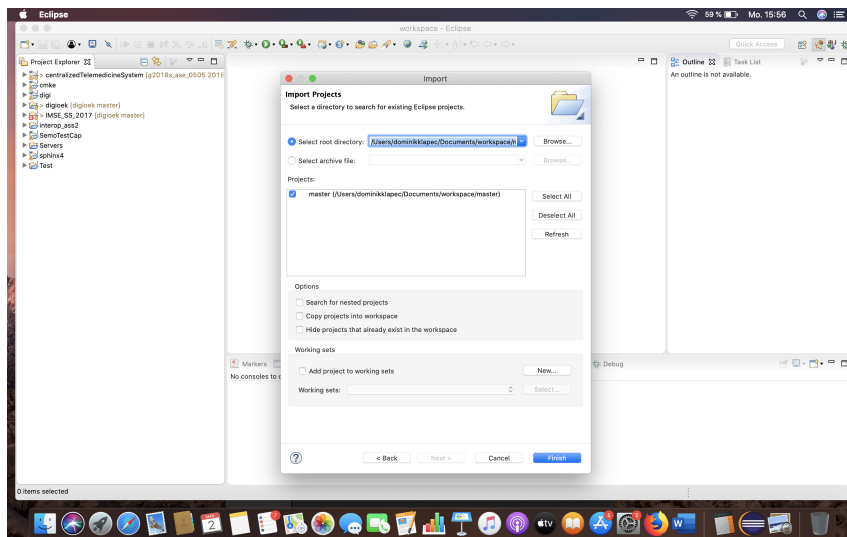 Eclipse
59 %
Mo. 15:56
workspace - Eclipse
Quick Access
Project Explorer
> centralizedTelemedicineSystem [g2018s_ase_0505 2018
cmke
digi
> digioek [digioek master]
> IMSE_SS_2017 [digioek master]
interop_ass2
SemoTestCap
Servers
sphinx4
Test
Outline
Task List
An outline is not available.
Import
Import Projects
Select a directory to search for existing Eclipse projects.
Select root directory:
/Users/dominikklapec/Documents/workspace/n
Browse...
Select archive file:
Browse...
Projects:
master (/Users/dominikklapec/Documents/workspace/master)
Select All
Deselect All
Refresh
Options
Search for nested projects
Copy projects into workspace
Hide projects that already exist in the workspace
Working sets
Add project to working sets
New...
Working sets:
Select...
? < Back Next > Cancel Finish
Markers
Debug
No consoles to
0 items selected
2
tv
W